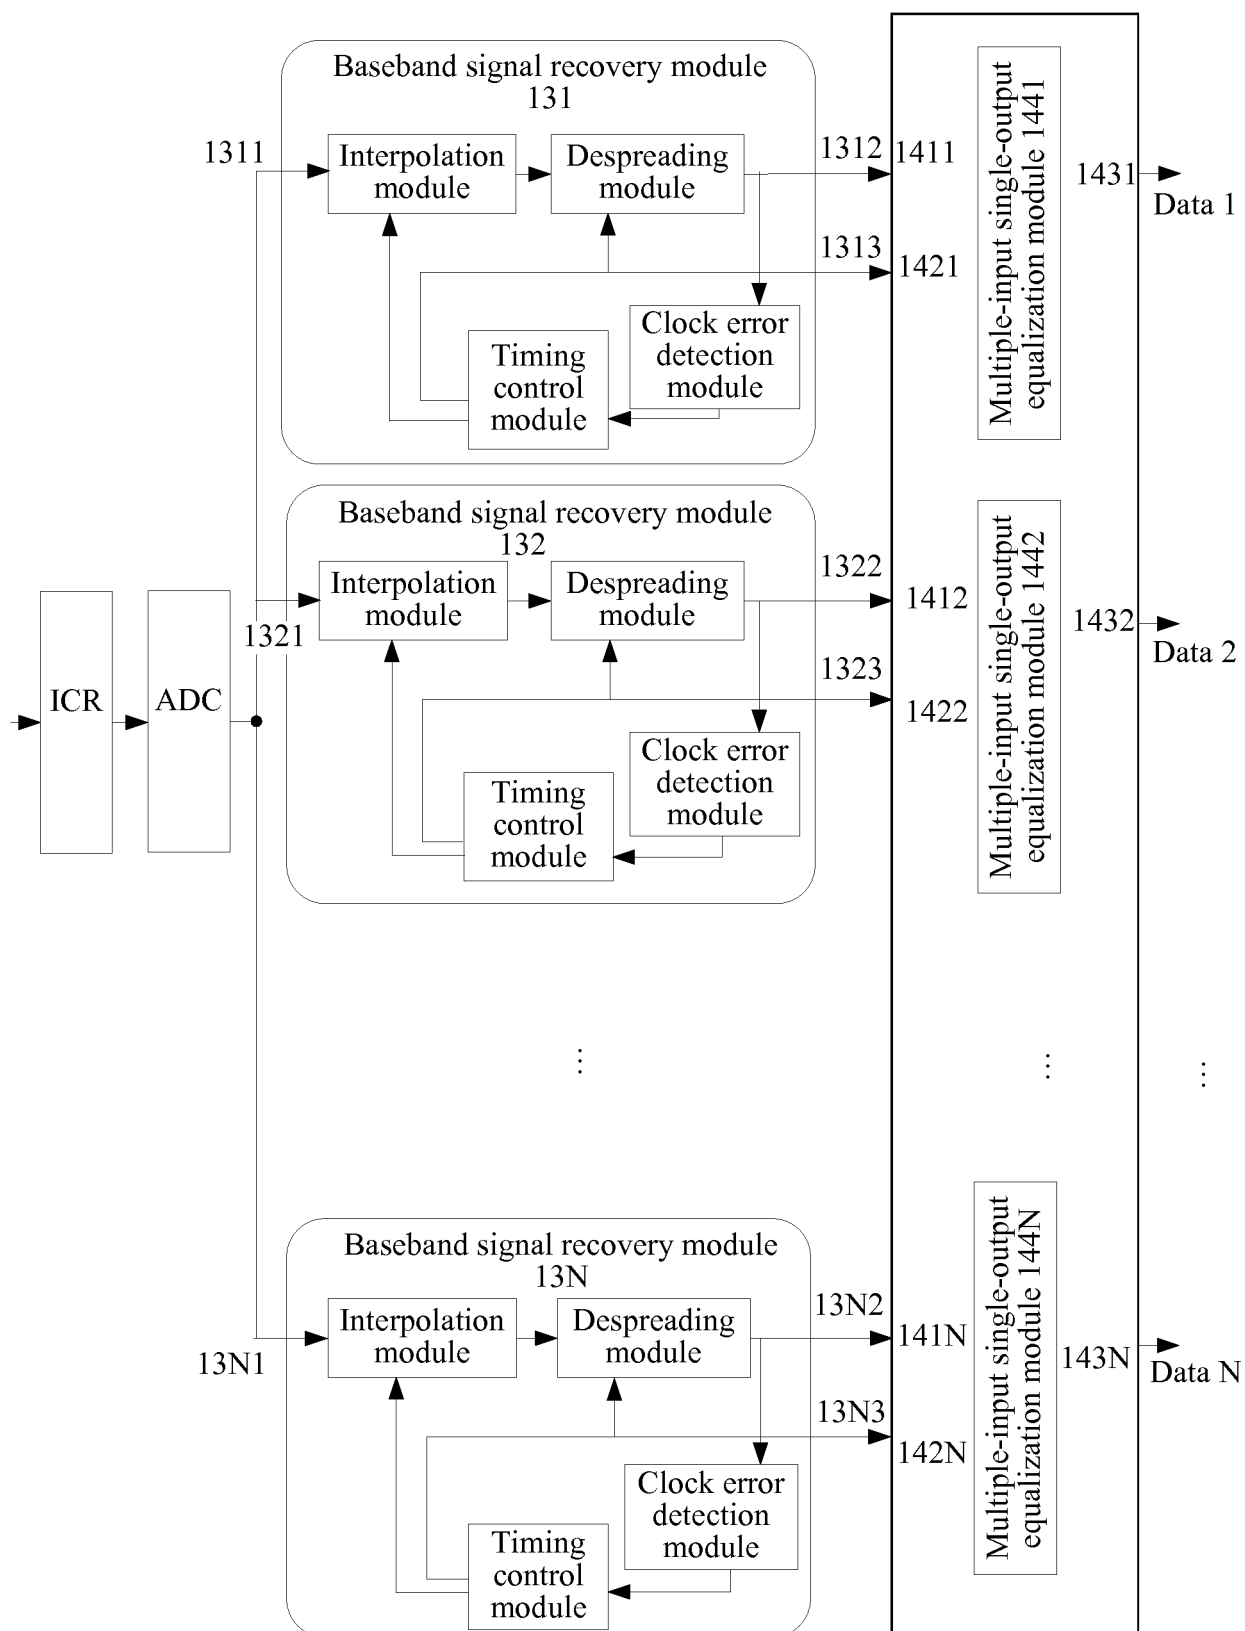 Baseband signal recovery module
131
1311
Interpolation
module
Despreading
module
1312
1411
1313
1421
Clock error
detection
module
Timing
control
module
Multiple-input single-output
equalization module 1441
1431
Data 1
Baseband signal recovery module
132
1321
Interpolation
module
Despreading
module
1322
1412
1323
1422
Clock error
detection
module
Timing
control
module
Multiple-input single-output
equalization module 1442
1432
Data 2
ICR
ADC
⋮
⋮
⋮
Baseband signal recovery module
13N
13N1
Interpolation
module
Despreading
module
13N2
141N
13N3
142N
Clock error
detection
module
Timing
control
module
Multiple-input single-output
equalization module 144N
143N
Data N